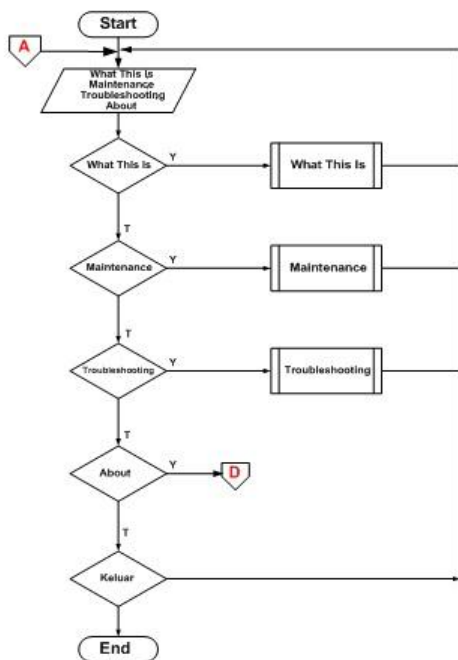 Start
A
What This Is
Maintenance
Troubleshooting
About
What This Is
Y
What This Is
T
Maintenance
Y
Maintenance
T
Troubleshooting
Y
Troubleshooting
T
About
Y
D
T
Keluar
End